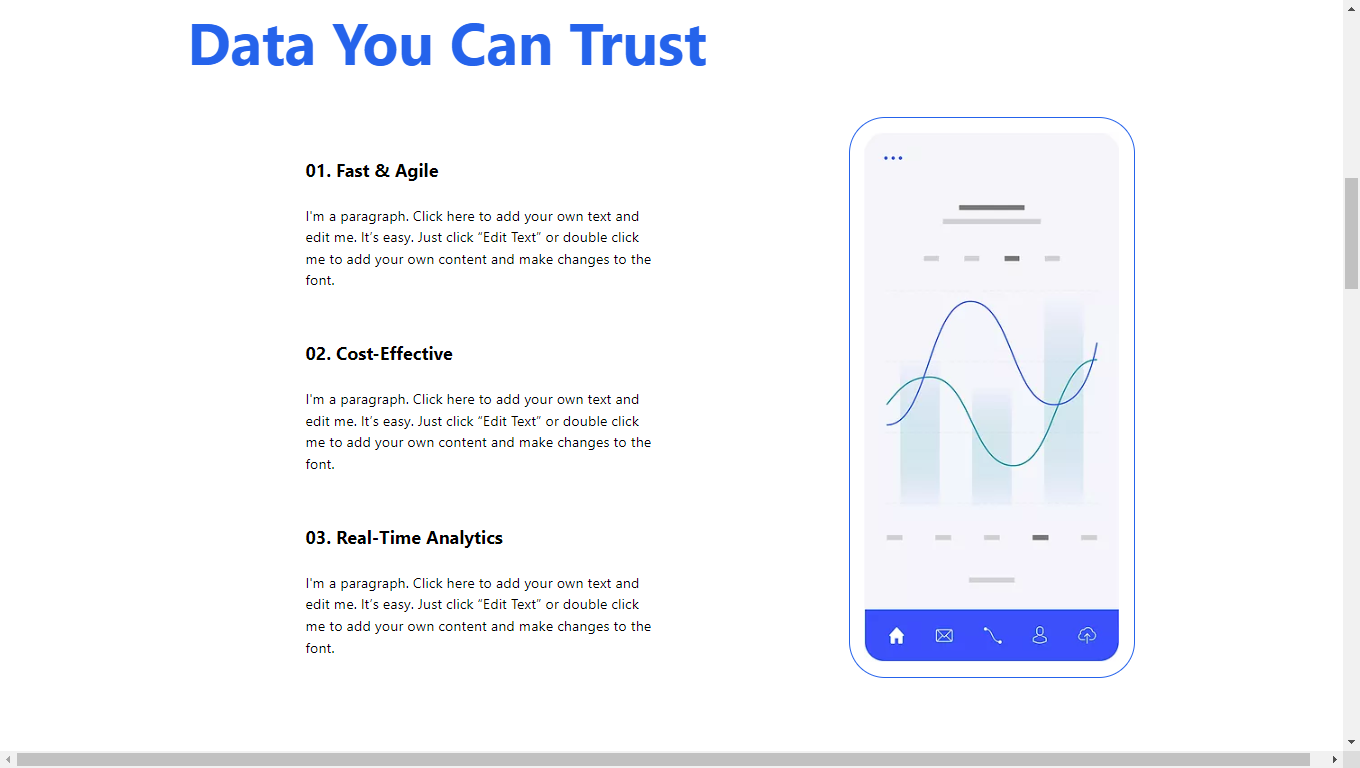 Data You Can Trust
01. Fast & Agile
I'm a paragraph. Click here to add your own text and
edit me. It’s easy. Just click “Edit Text” or double click
me to add your own content and make changes to the
font.
02. Cost-Effective
I'm a paragraph. Click here to add your own text and
edit me. It’s easy. Just click “Edit Text” or double click
me to add your own content and make changes to the
font.
03. Real-Time Analytics
I'm a paragraph. Click here to add your own text and
edit me. It’s easy. Just click “Edit Text” or double click
me to add your own content and make changes to the
font.